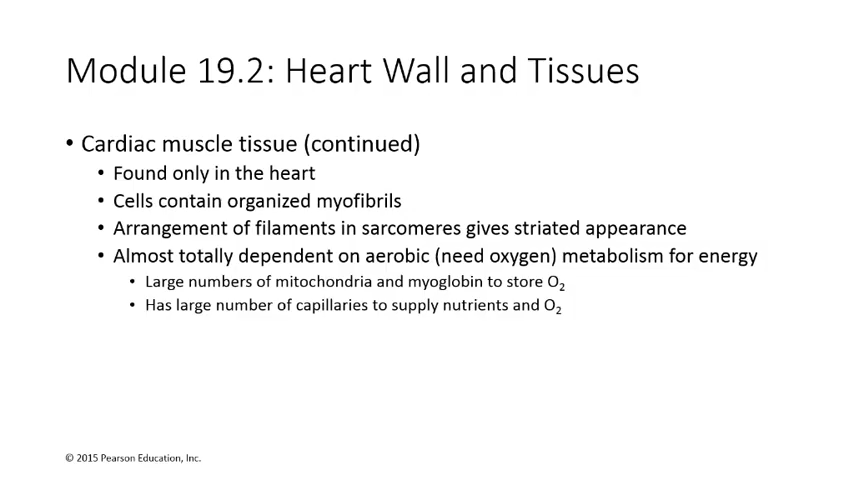 Module 19.2: Heart Wall and Tissues
• Cardiac muscle tissue (continued)
• Found only in the heart
• Cells contain organized myofibrils
• Arrangement of filaments in sarcomeres gives striated appearance
• Almost totally dependent on aerobic (need oxygen) metabolism for energy
• Large numbers of mitochondria and myoglobin to store O₂
• Has large number of capillaries to supply nutrients and O₂
© 2015 Pearson Education, Inc.